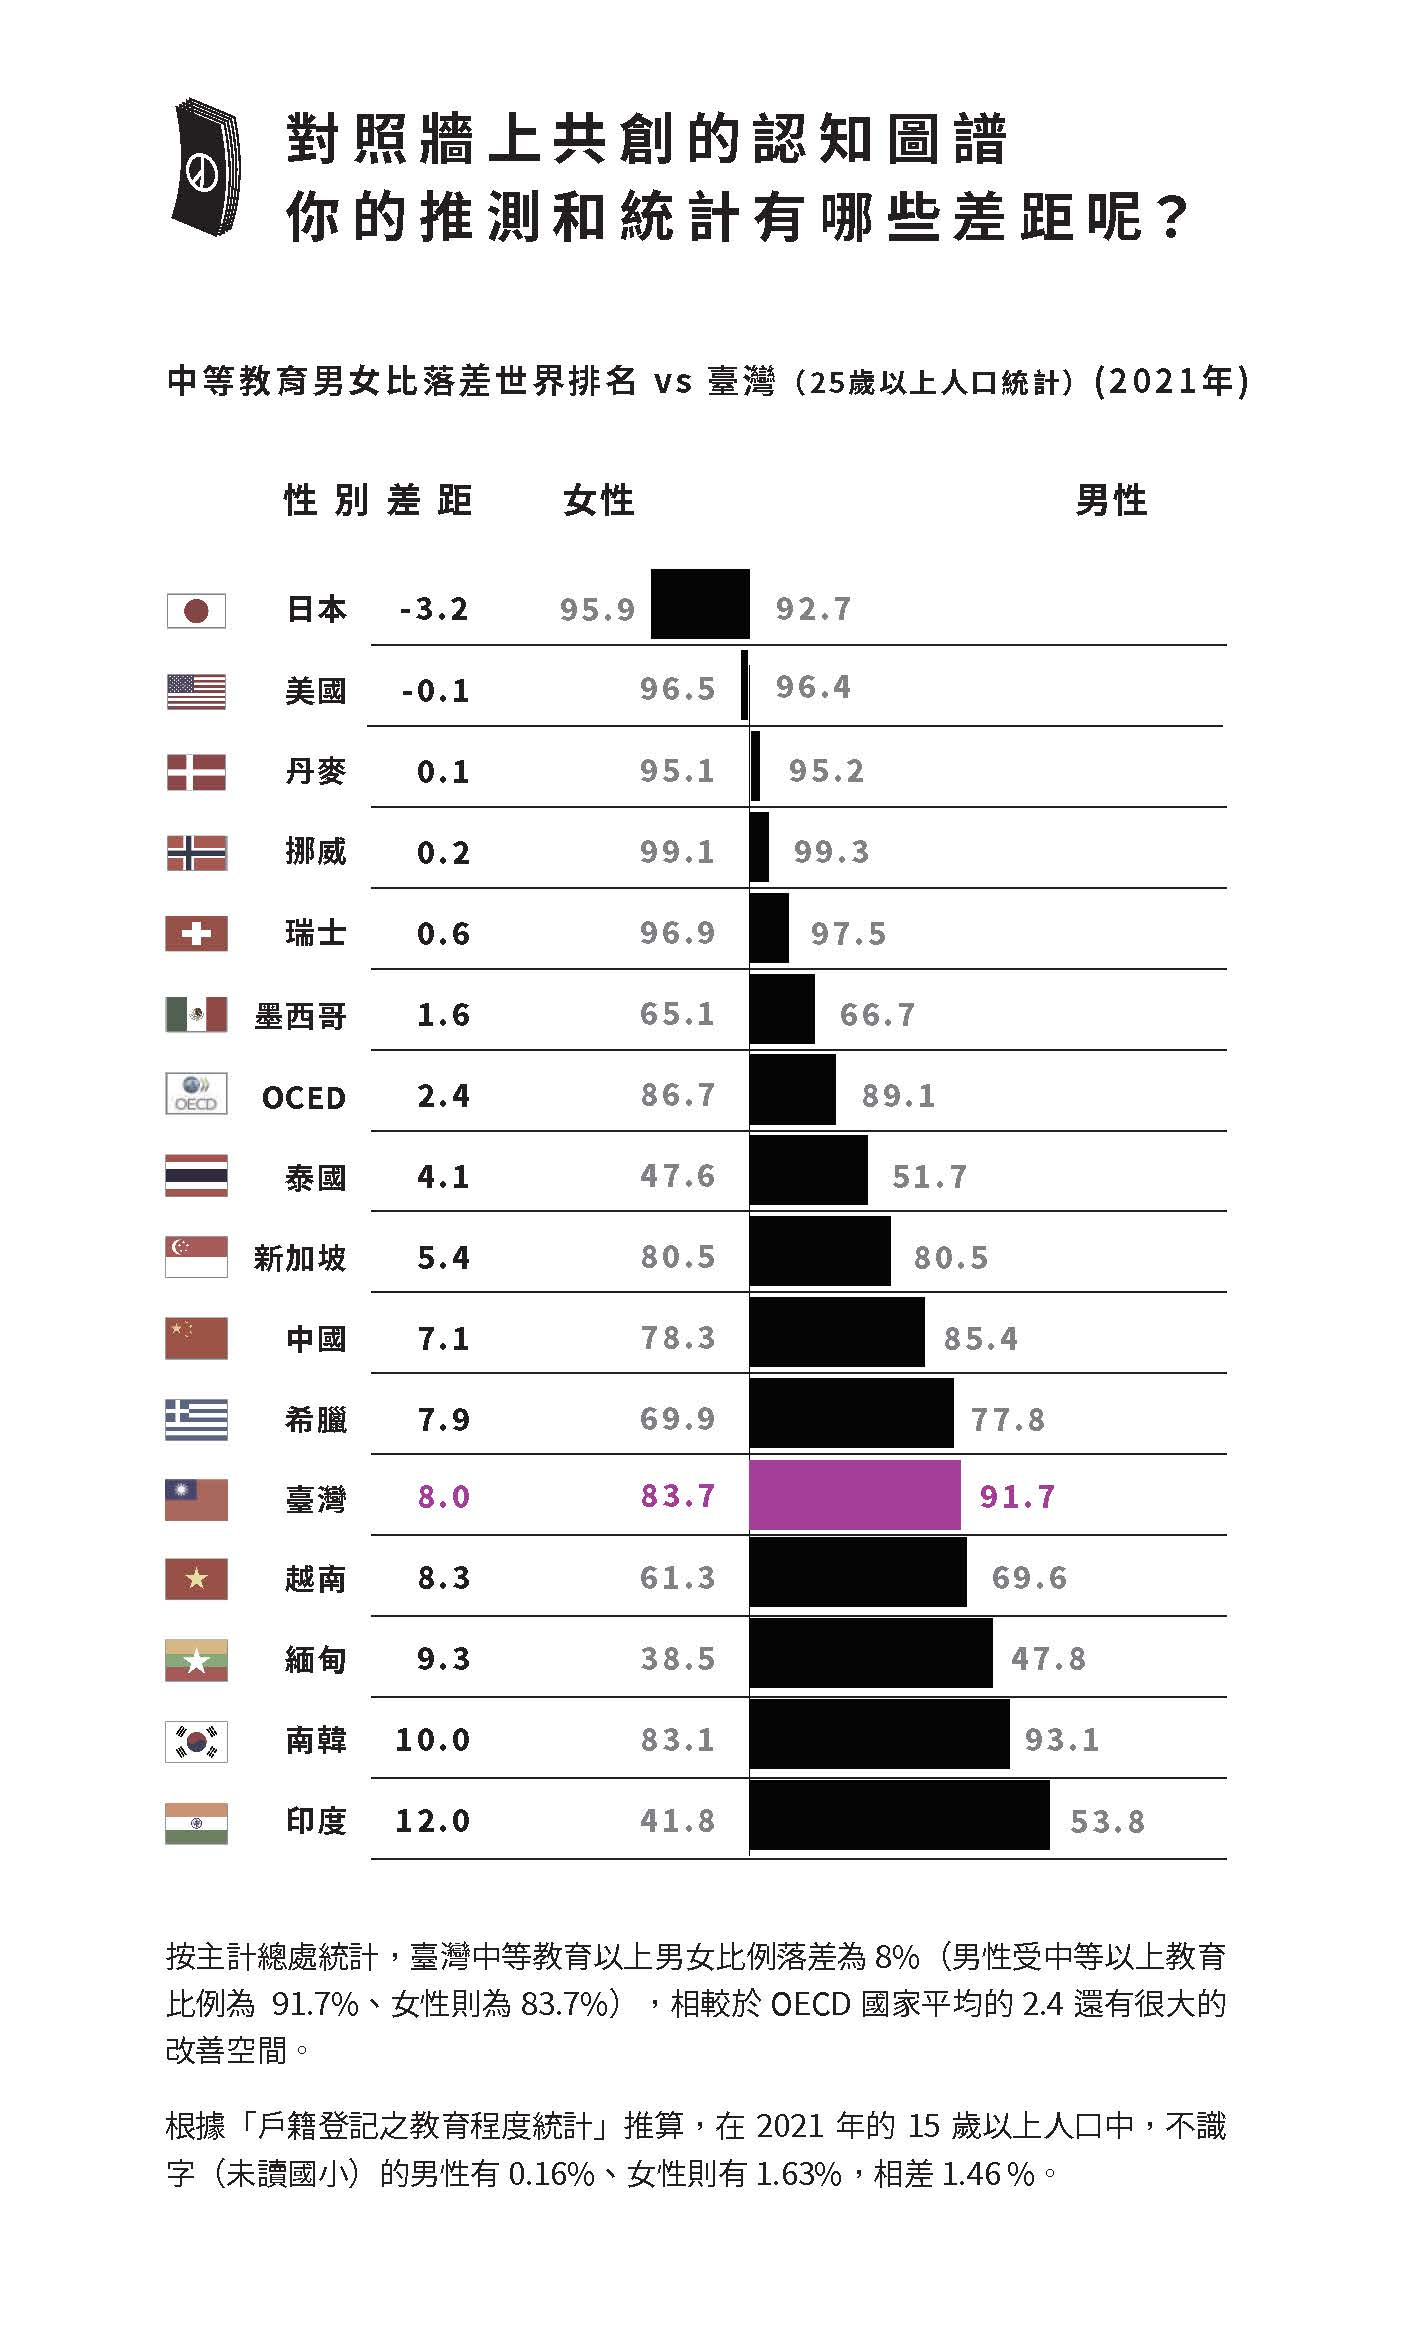 對照牆上共創的認知圖譜
你的推測和統計有哪些差距呢？
中等教育男女比落差世界排名 vs 臺灣（25歲以上人口統計）(2021年)
性別差距 女性 男性
日本 -3.2 95.9 92.7
美國 -0.1 96.5 96.4
丹麥 0.1 95.1 95.2
挪威 0.2 99.1 99.3
瑞士 0.6 96.9 97.5
墨西哥 1.6 65.1 66.7
OECD OCED 2.4 86.7 89.1
泰國 4.1 47.6 51.7
新加坡 5.4 80.5 80.5
中國 7.1 78.3 85.4
希臘 7.9 69.9 77.8
臺灣 8.0 83.7 91.7
越南 8.3 61.3 69.6
緬甸 9.3 38.5 47.8
南韓 10.0 83.1 93.1
印度 12.0 41.8 53.8
按主計總處統計，臺灣中等教育以上男女比例落差為 8%（男性受中等以上教育
比例為 91.7%、女性則為 83.7%），相較於 OECD 國家平均的 2.4 還有很大的
改善空間。
根據「戶籍登記之教育程度統計」推算，在 2021 年的 15 歲以上人口中，不識
字（未讀國小）的男性有 0.16%、女性則有 1.63%，相差 1.46 %。